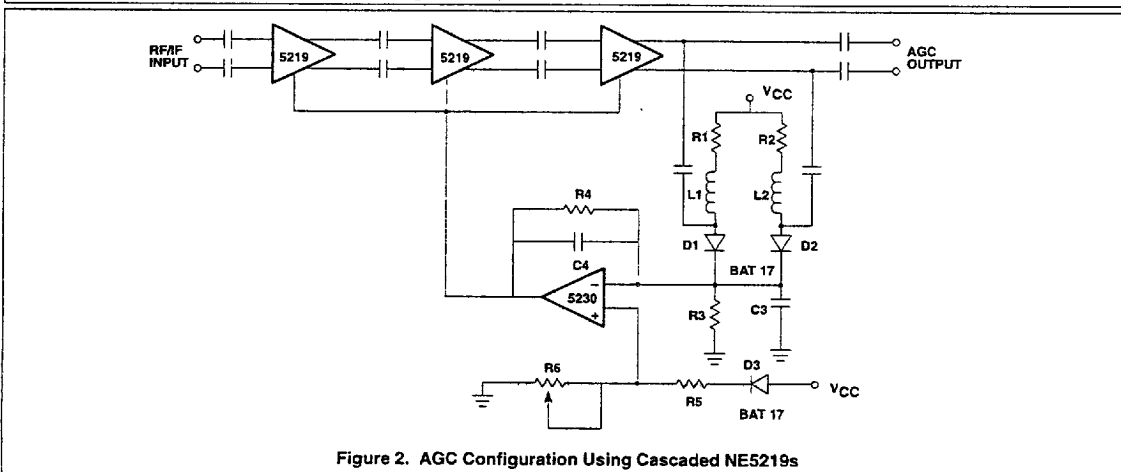 RF/IF
INPUT
5219
5219
5219
AGC
OUTPUT
VCC
R1
R2
L1
L2
R4
C4
D1
D2
BAT 17
5230
−
+
R3
C3
R6
R5
D3
BAT 17
VCC
Figure 2. AGC Configuration Using Cascaded NE5219s